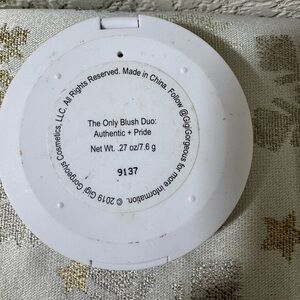 © 2019 Gigi Gorgeous Cosmetics, LLC. All Rights Reserved. Made in China. Follow @GigiGorgeous for more information.
The Only Blush Duo:
Authentic + Pride
Net Wt. .27 oz/7.6 g
9137